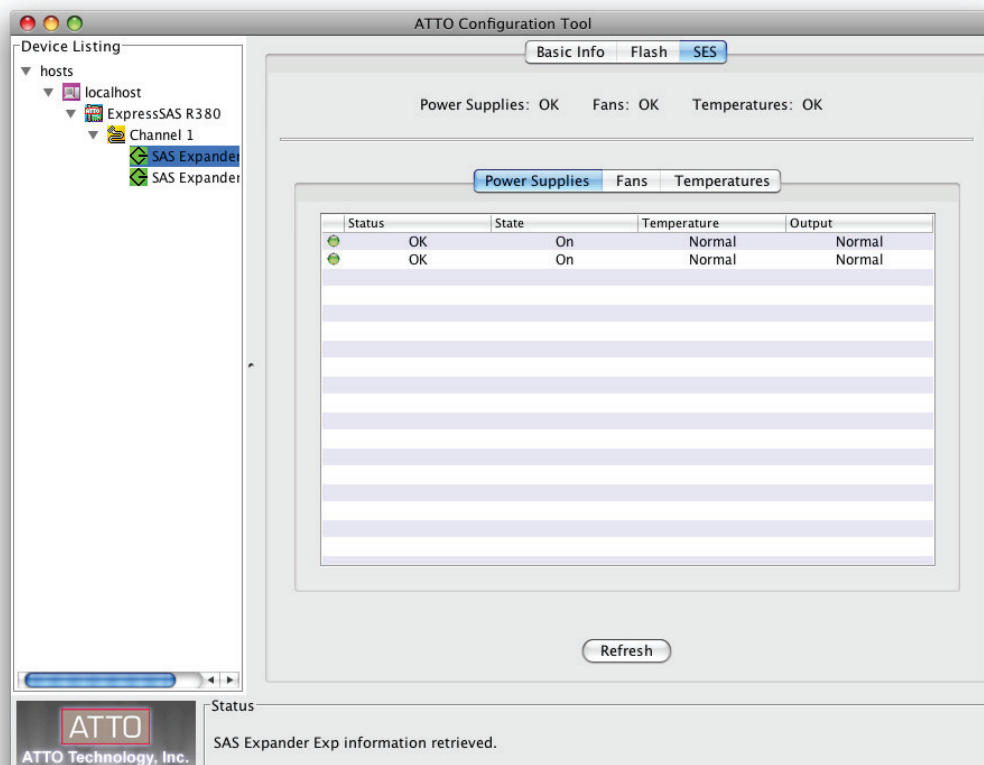 ATTO Configuration Tool
Device Listing
hosts
localhost
ExpressSAS R380
Channel 1
SAS Expander
SAS Expander
Basic Info Flash SES
Power Supplies: OK Fans: OK Temperatures: OK
Power Supplies Fans Temperatures
Status State Temperature Output
OK On Normal Normal
OK On Normal Normal
Refresh
ATTO
ATTO Technology, Inc.
Status
SAS Expander Exp information retrieved.